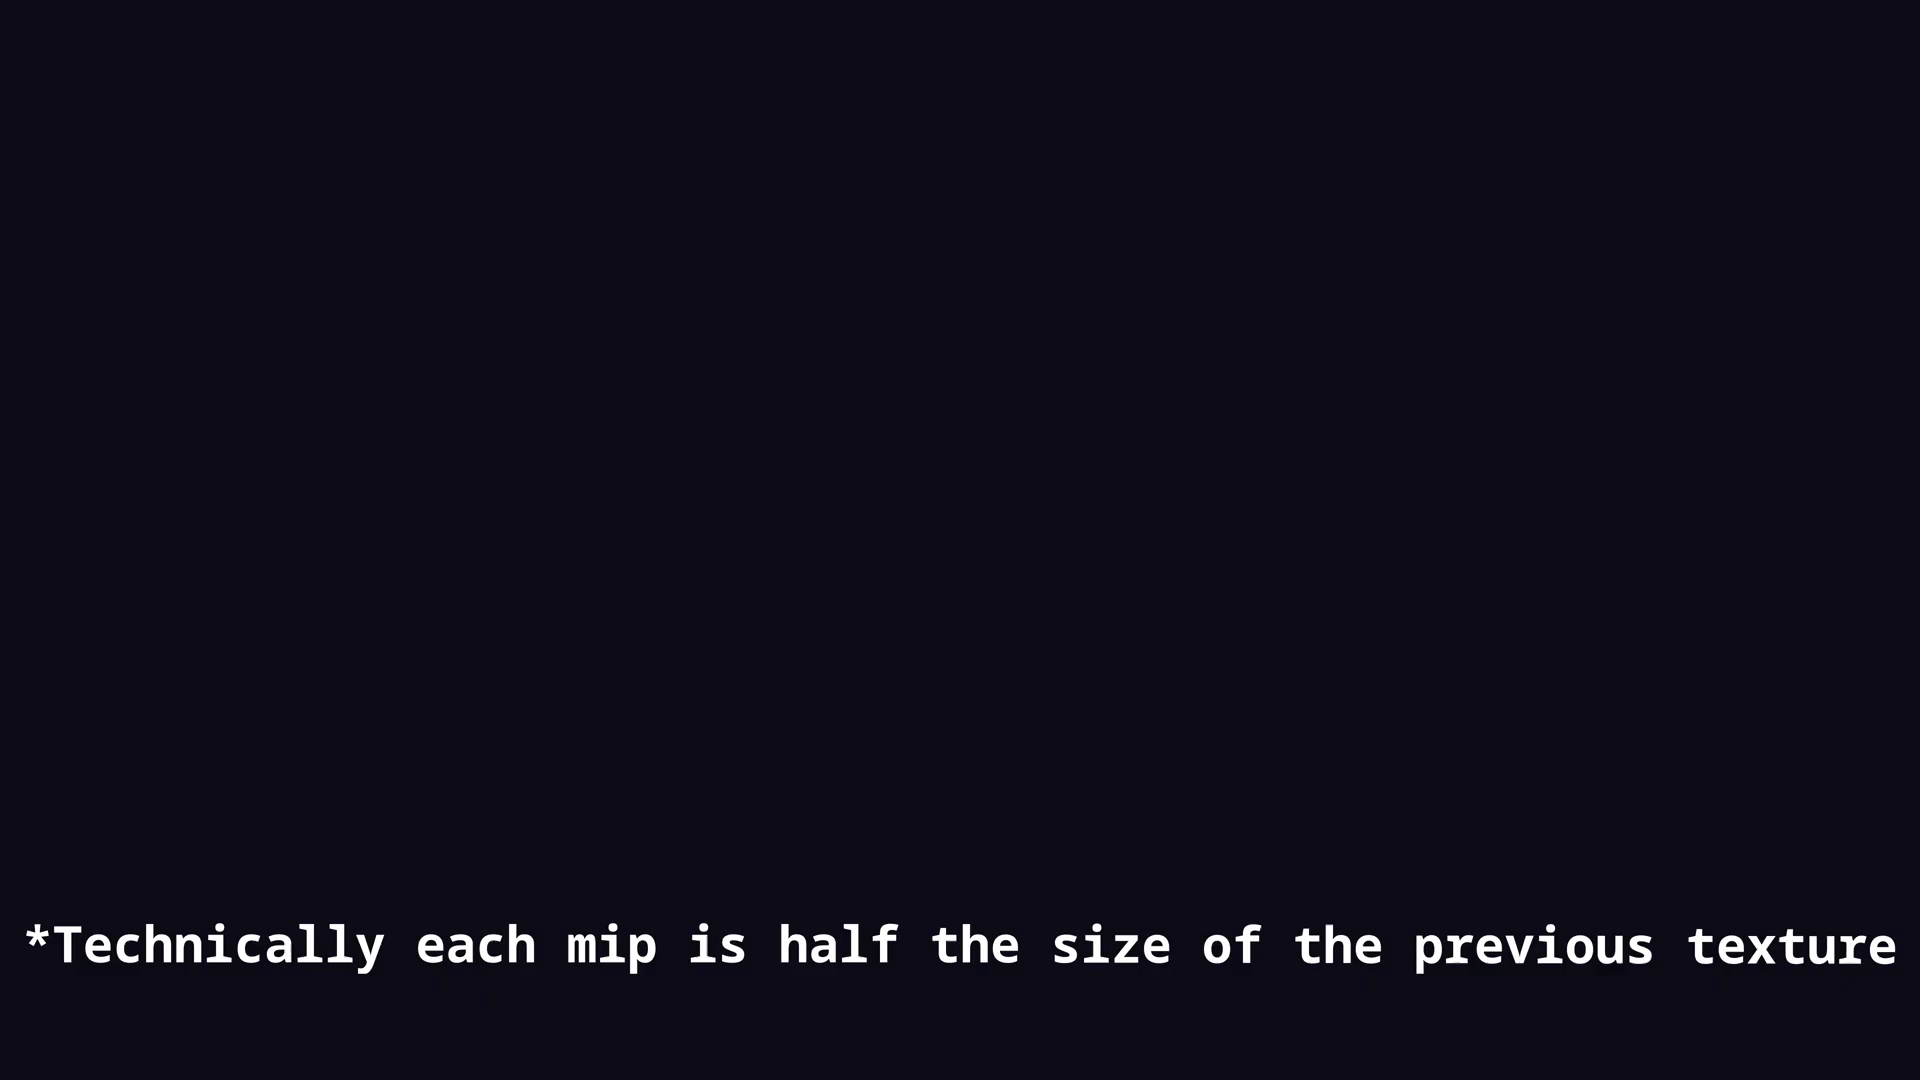 *Technically each mip is half the size of the previous texture